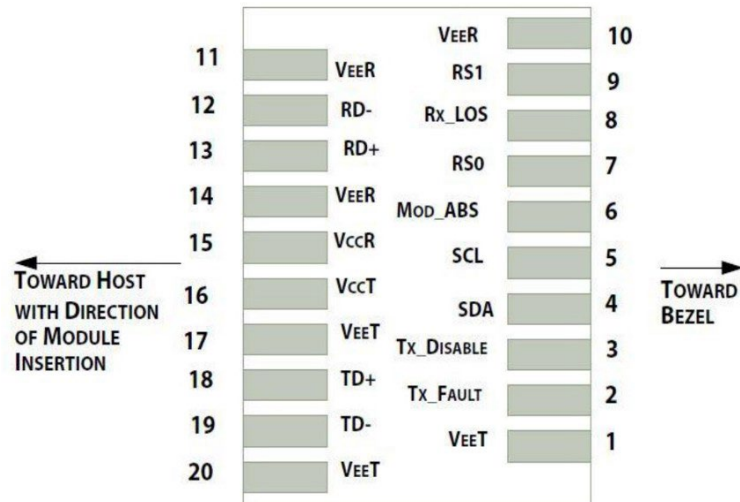 11 VEER
12 RD-
13 RD+
14 VEER
15 VCCR
16 VCCT
17 VEET
18 TD+
19 TD-
20 VEET
VEER 10
RS1 9
RX_LOS 8
RS0 7
MOD_ABS 6
SCL 5
SDA 4
TX_DISABLE 3
TX_FAULT 2
VEET 1
TOWARD HOST
WITH DIRECTION
OF MODULE
INSERTION
TOWARD
BEZEL